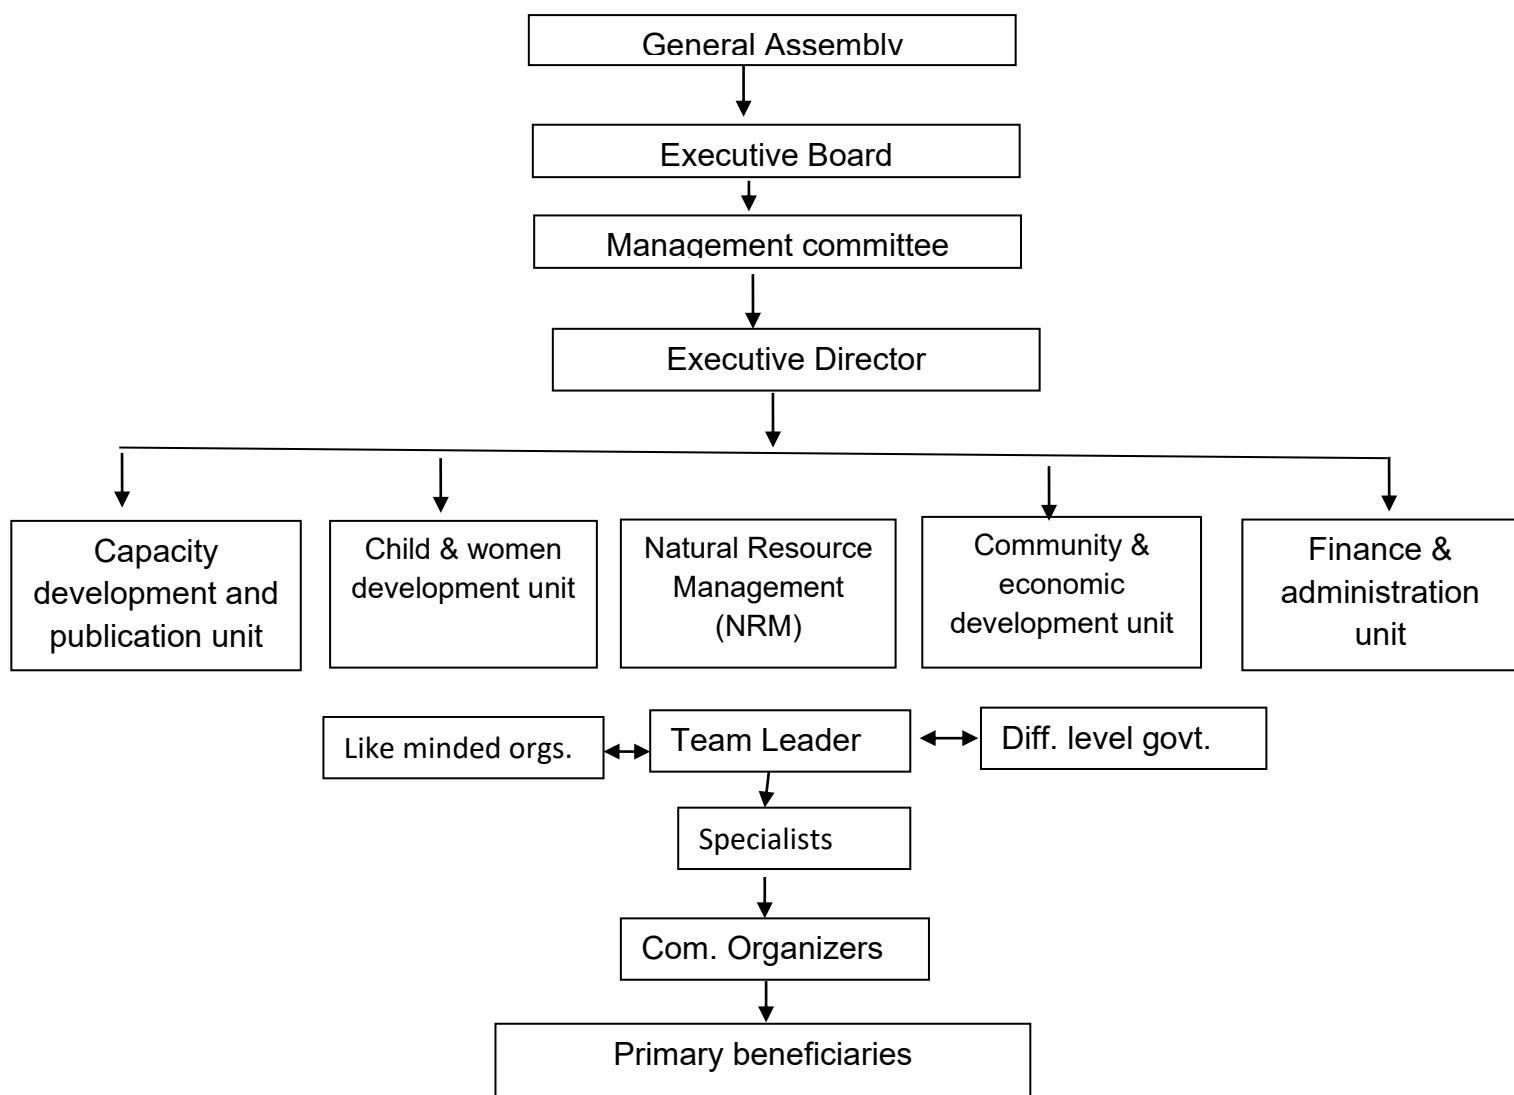 General Assembly
Executive Board
Management committee
Executive Director
Capacity
development and
publication unit
Child & women
development unit
Natural Resource
Management
(NRM)
Community &
economic
development unit
Finance &
administration
unit
Like minded orgs.
Team Leader
Diff. level govt.
Specialists
Com. Organizers
Primary beneficiaries